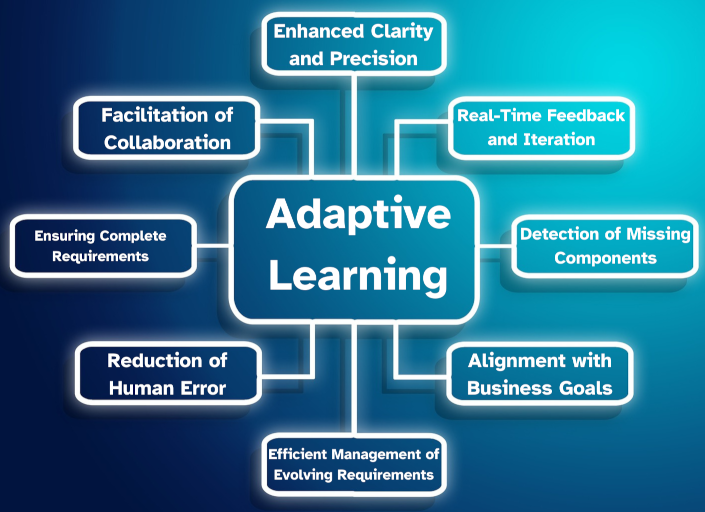 Enhanced Clarity
and Precision
Facilitation of
Collaboration
Real-Time Feedback
and Iteration
Adaptive
Learning
Ensuring Complete
Requirements
Detection of Missing
Components
Reduction of
Human Error
Alignment with
Business Goals
Efficient Management of
Evolving Requirements